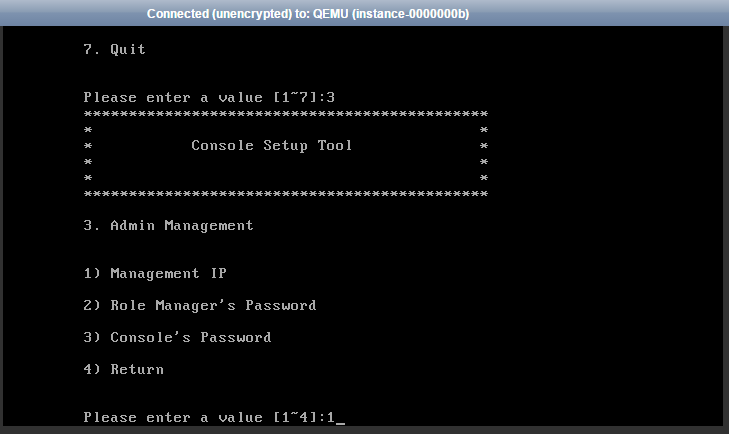 Connected (unencrypted) to: QEMU (instance-0000000b)
7. Quit
Please enter a value [1~7]:3
*********************************************
* *
* Console Setup Tool *
* *
* *
*********************************************
3. Admin Management
1) Management IP
2) Role Manager's Password
3) Console's Password
4) Return
Please enter a value [1~4]:1_